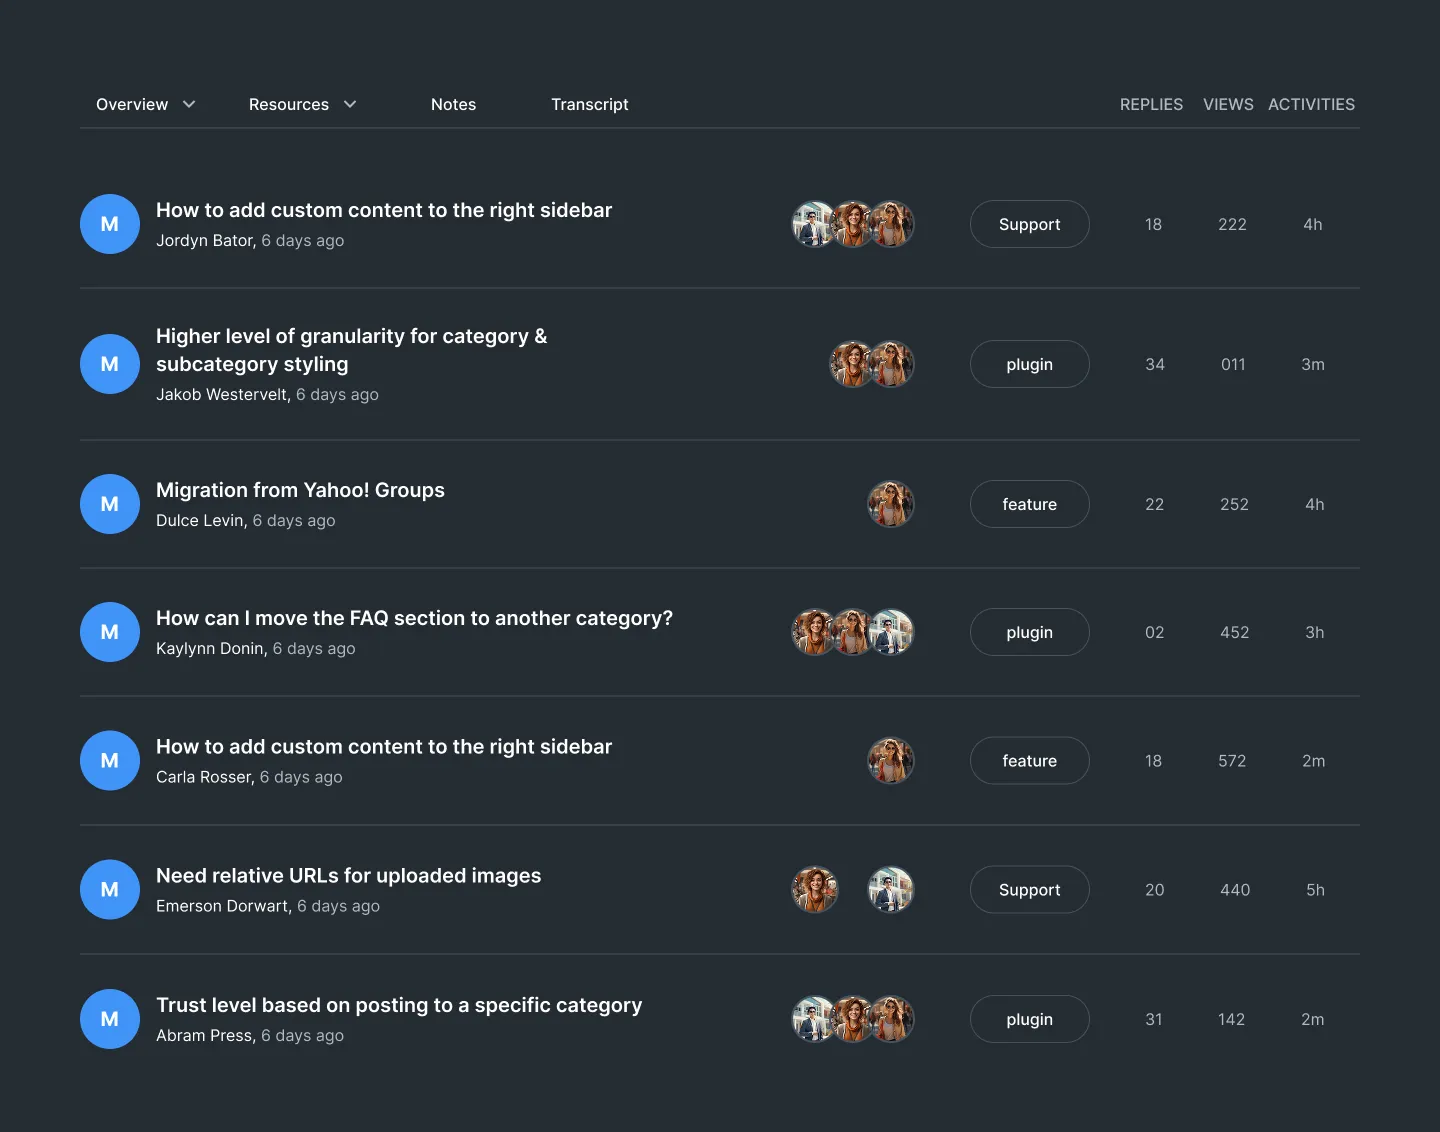 Overview Resources Notes Transcript REPLIES VIEWS ACTIVITIES
M
How to add custom content to the right sidebar
Jordyn Bator, 6 days ago
Support 18 222 4h
M
Higher level of granularity for category &
subcategory styling
Jakob Westervelt, 6 days ago
plugin 34 011 3m
M
Migration from Yahoo! Groups
Dulce Levin, 6 days ago
feature 22 252 4h
M
How can I move the FAQ section to another category?
Kaylynn Donin, 6 days ago
plugin 02 452 3h
M
How to add custom content to the right sidebar
Carla Rosser, 6 days ago
feature 18 572 2m
M
Need relative URLs for uploaded images
Emerson Dorwart, 6 days ago
Support 20 440 5h
M
Trust level based on posting to a specific category
Abram Press, 6 days ago
plugin 31 142 2m